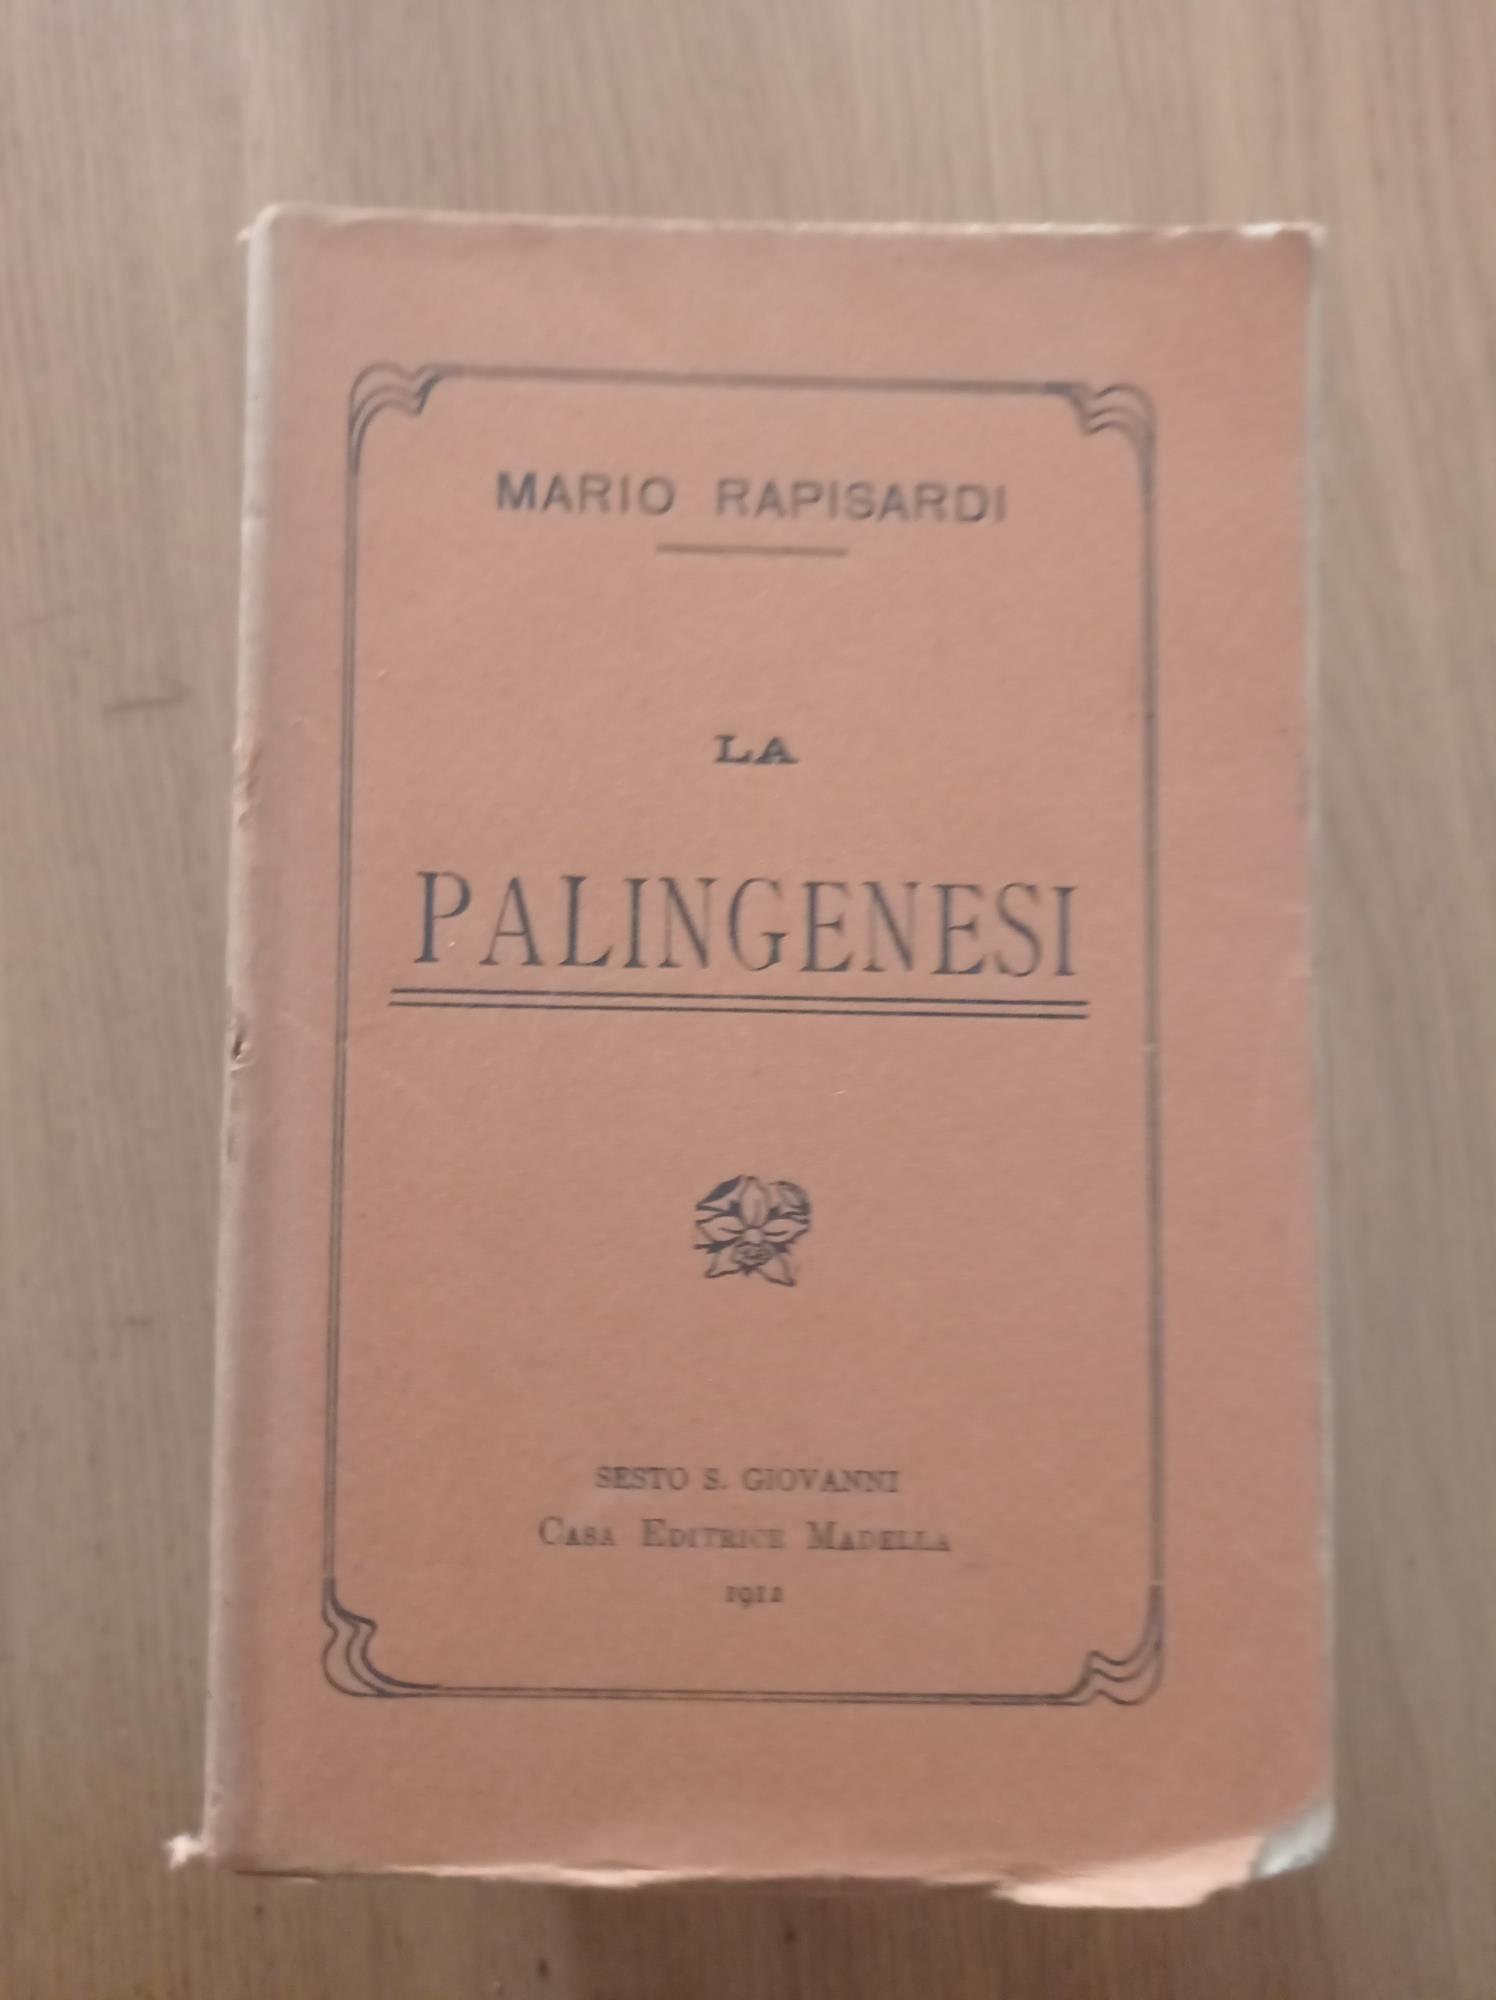 MARIO RAPISARDI
LA
PALINGENESI
SESTO S. GIOVANNI
CASA EDITRICE MADELLA
1912